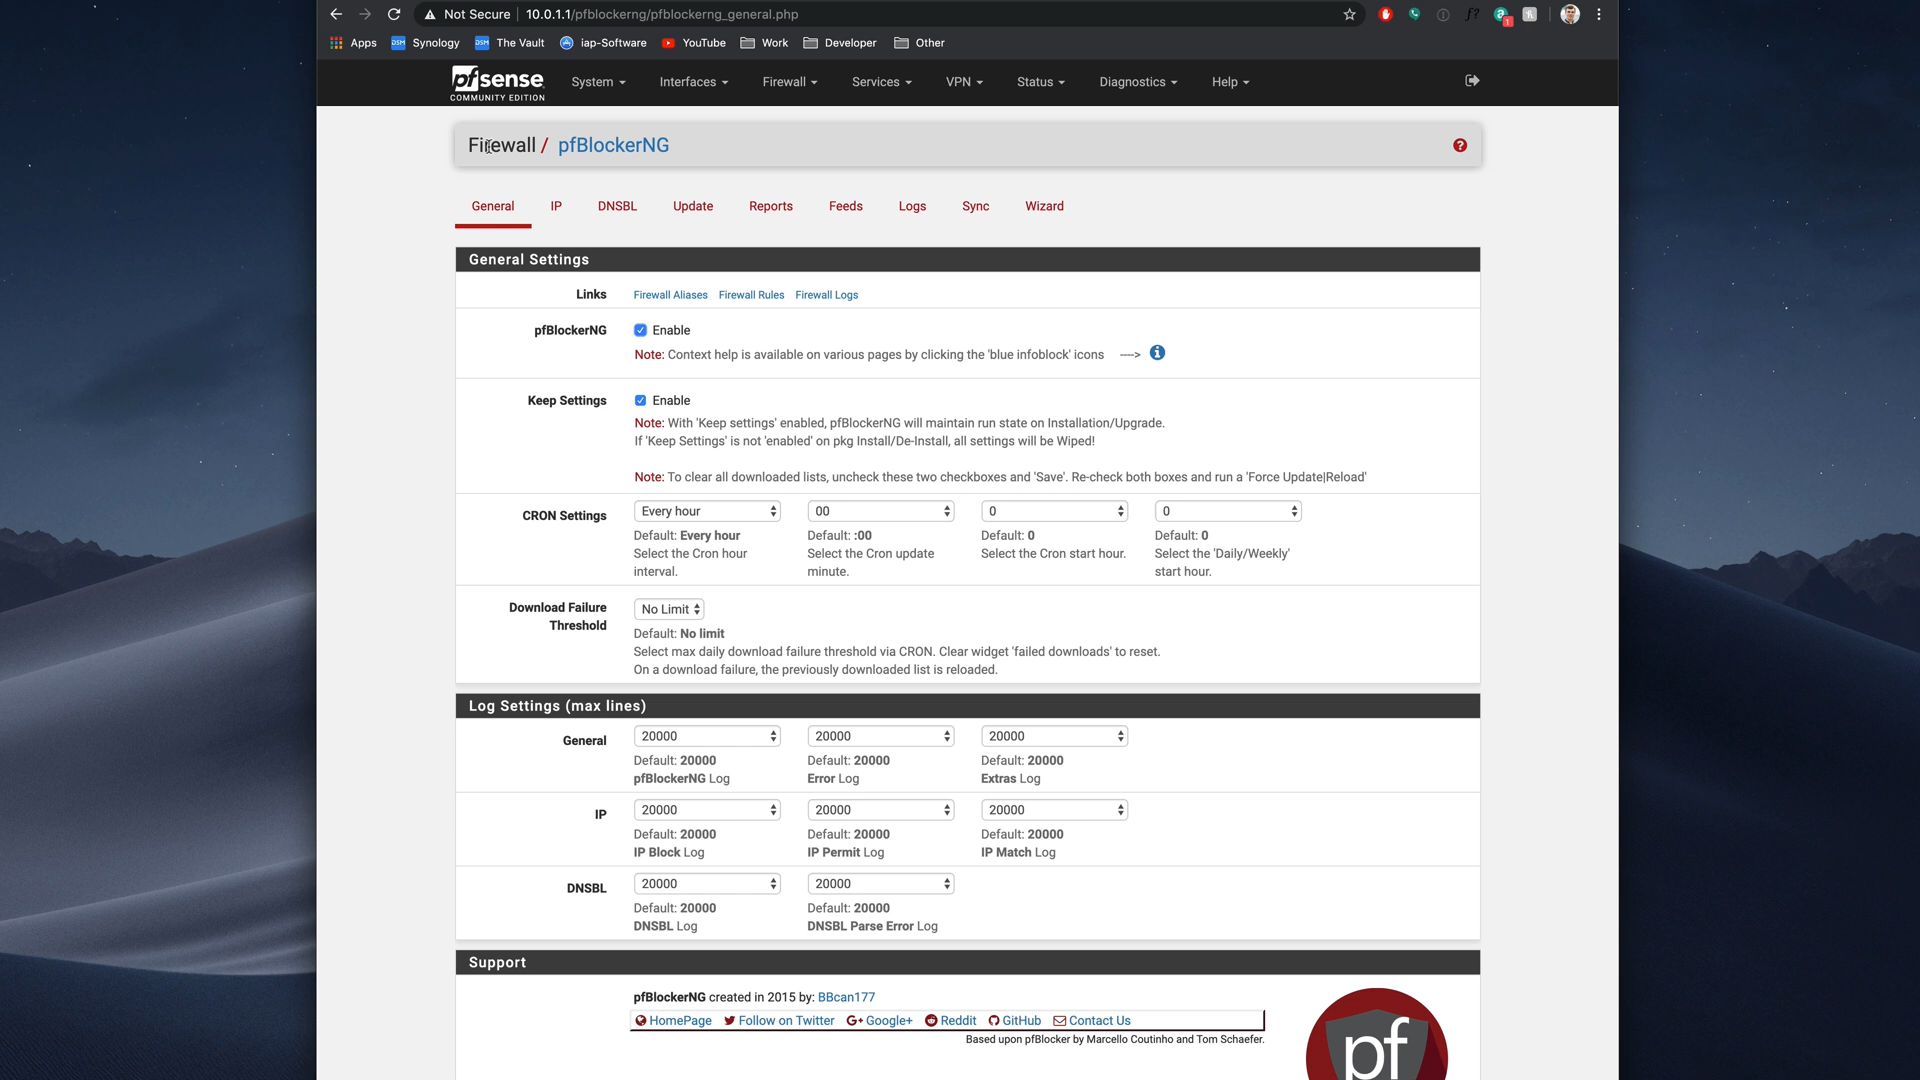 Not Secure 10.0.1.1/pfblockerng/pfblockerng_general.php
Apps Synology The Vault iap-Software YouTube Work Developer Other
pfsense System Interfaces Firewall Services VPN Status Diagnostics Help
COMMUNITY EDITION
Firewall / pfBlockerNG
General IP DNSBL Update Reports Feeds Logs Sync Wizard
General Settings
Links Firewall Aliases Firewall Rules Firewall Logs
pfBlockerNG Enable
Note: Context help is available on various pages by clicking the 'blue infoblock' icons ---->
Keep Settings Enable
Note: With 'Keep settings' enabled, pfBlockerNG will maintain run state on Installation/Upgrade.
If 'Keep Settings' is not 'enabled' on pkg Install/De-Install, all settings will be Wiped!
Note: To clear all downloaded lists, uncheck these two checkboxes and 'Save'. Re-check both boxes and run a 'Force Update|Reload'
CRON Settings Every hour 00 0 0
Default: Every hour Default: :00 Default: 0 Default: 0
Select the Cron hour Select the Cron update Select the Cron start hour. Select the 'Daily/Weekly'
interval. minute. start hour.
Download Failure No Limit
Threshold
Default: No limit
Select max daily download failure threshold via CRON. Clear widget 'failed downloads' to reset.
On a download failure, the previously downloaded list is reloaded.
Log Settings (max lines)
General 20000 20000 20000
Default: 20000 Default: 20000 Default: 20000
pfBlockerNG Log Error Log Extras Log
IP 20000 20000 20000
Default: 20000 Default: 20000 Default: 20000
IP Block Log IP Permit Log IP Match Log
DNSBL 20000 20000
Default: 20000 Default: 20000
DNSBL Log DNSBL Parse Error Log
Support
pfBlockerNG created in 2015 by: BBcan177
HomePage Follow on Twitter Google+ Reddit GitHub Contact Us
Based upon pfBlocker by Marcello Coutinho and Tom Schaefer.
pf